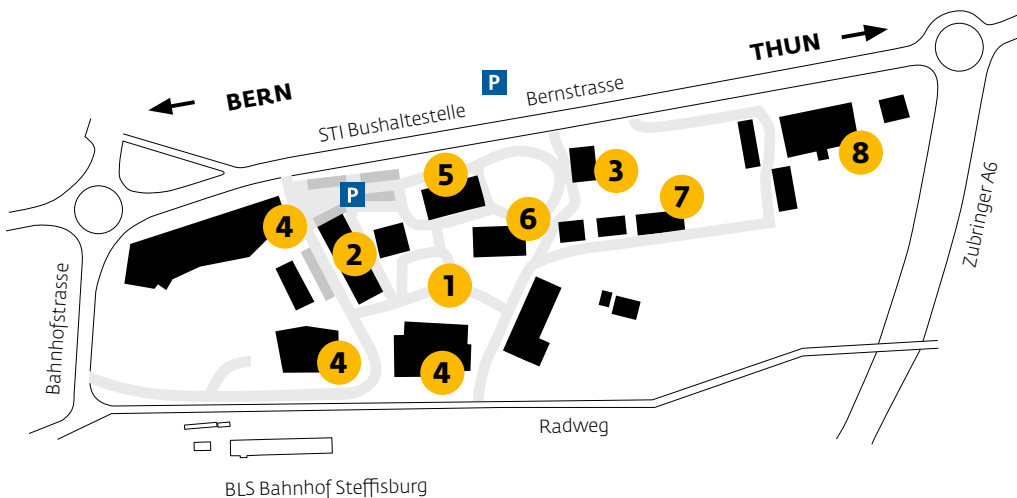 THUN
P
BERN
Bernstrasse
STI Bushaltestelle
8
3
5
7
P
6
4
2
Zubringer A6
1
Bahnhofstrasse
4
4
Radweg
BLS Bahnhof Steffisburg